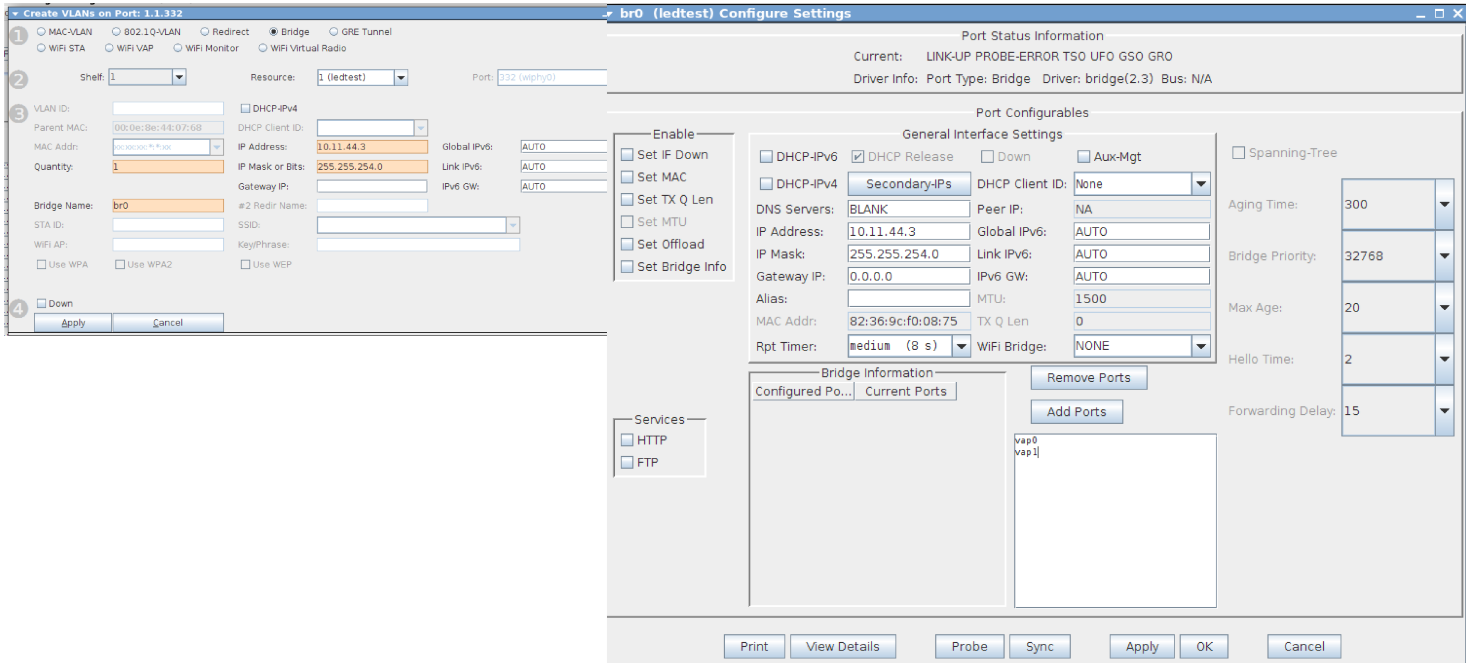 Create VLANs on Port: 1.1.332
1
MAC-VLAN 802.1Q-VLAN Redirect Bridge GRE Tunnel
WiFi STA WiFi VAP WiFi Monitor WiFi Virtual Radio
2 Shelf: 1 Resource: 1 (ledtest) Port: 332 (wiphy0)
3
VLAN ID: DHCP-IPv4
Parent MAC: 00:0e:8e:44:07:68 DHCP Client ID:
MAC Addr: xx:xx:xx:*:*:xx IP Address: 10.11.44.3 Global IPv6: AUTO
Quantity: 1 IP Mask or Bits: 255.255.254.0 Link IPv6: AUTO
Gateway IP: IPv6 GW: AUTO
Bridge Name: br0 #2 Redir Name:
STA ID: SSID:
WiFi AP: Key/Phrase:
Use WPA Use WPA2 Use WEP
4
Down
Apply Cancel
br0 (ledtest) Configure Settings
Port Status Information
Current: LINK-UP PROBE-ERROR TSO UFO GSO GRO
Driver Info: Port Type: Bridge Driver: bridge(2.3) Bus: N/A
Port Configurables
Enable
Set IF Down
Set MAC
Set TX Q Len
Set MTU
Set Offload
Set Bridge Info
Services
HTTP
FTP
General Interface Settings
DHCP-IPv6 DHCP Release Down Aux-Mgt
DHCP-IPv4 Secondary-IPs DHCP Client ID: None
DNS Servers: BLANK Peer IP: NA
IP Address: 10.11.44.3 Global IPv6: AUTO
IP Mask: 255.255.254.0 Link IPv6: AUTO
Gateway IP: 0.0.0.0 IPv6 GW: AUTO
Alias: MTU: 1500
MAC Addr: 82:36:9c:f0:08:75 TX Q Len 0
Rpt Timer: medium (8 s) WiFi Bridge: NONE
Bridge Information
Configured Po... Current Ports
Remove Ports
Add Ports
vap0
vap1
Spanning-Tree
Aging Time: 300
Bridge Priority: 32768
Max Age: 20
Hello Time: 2
Forwarding Delay: 15
Print View Details Probe Sync Apply OK Cancel